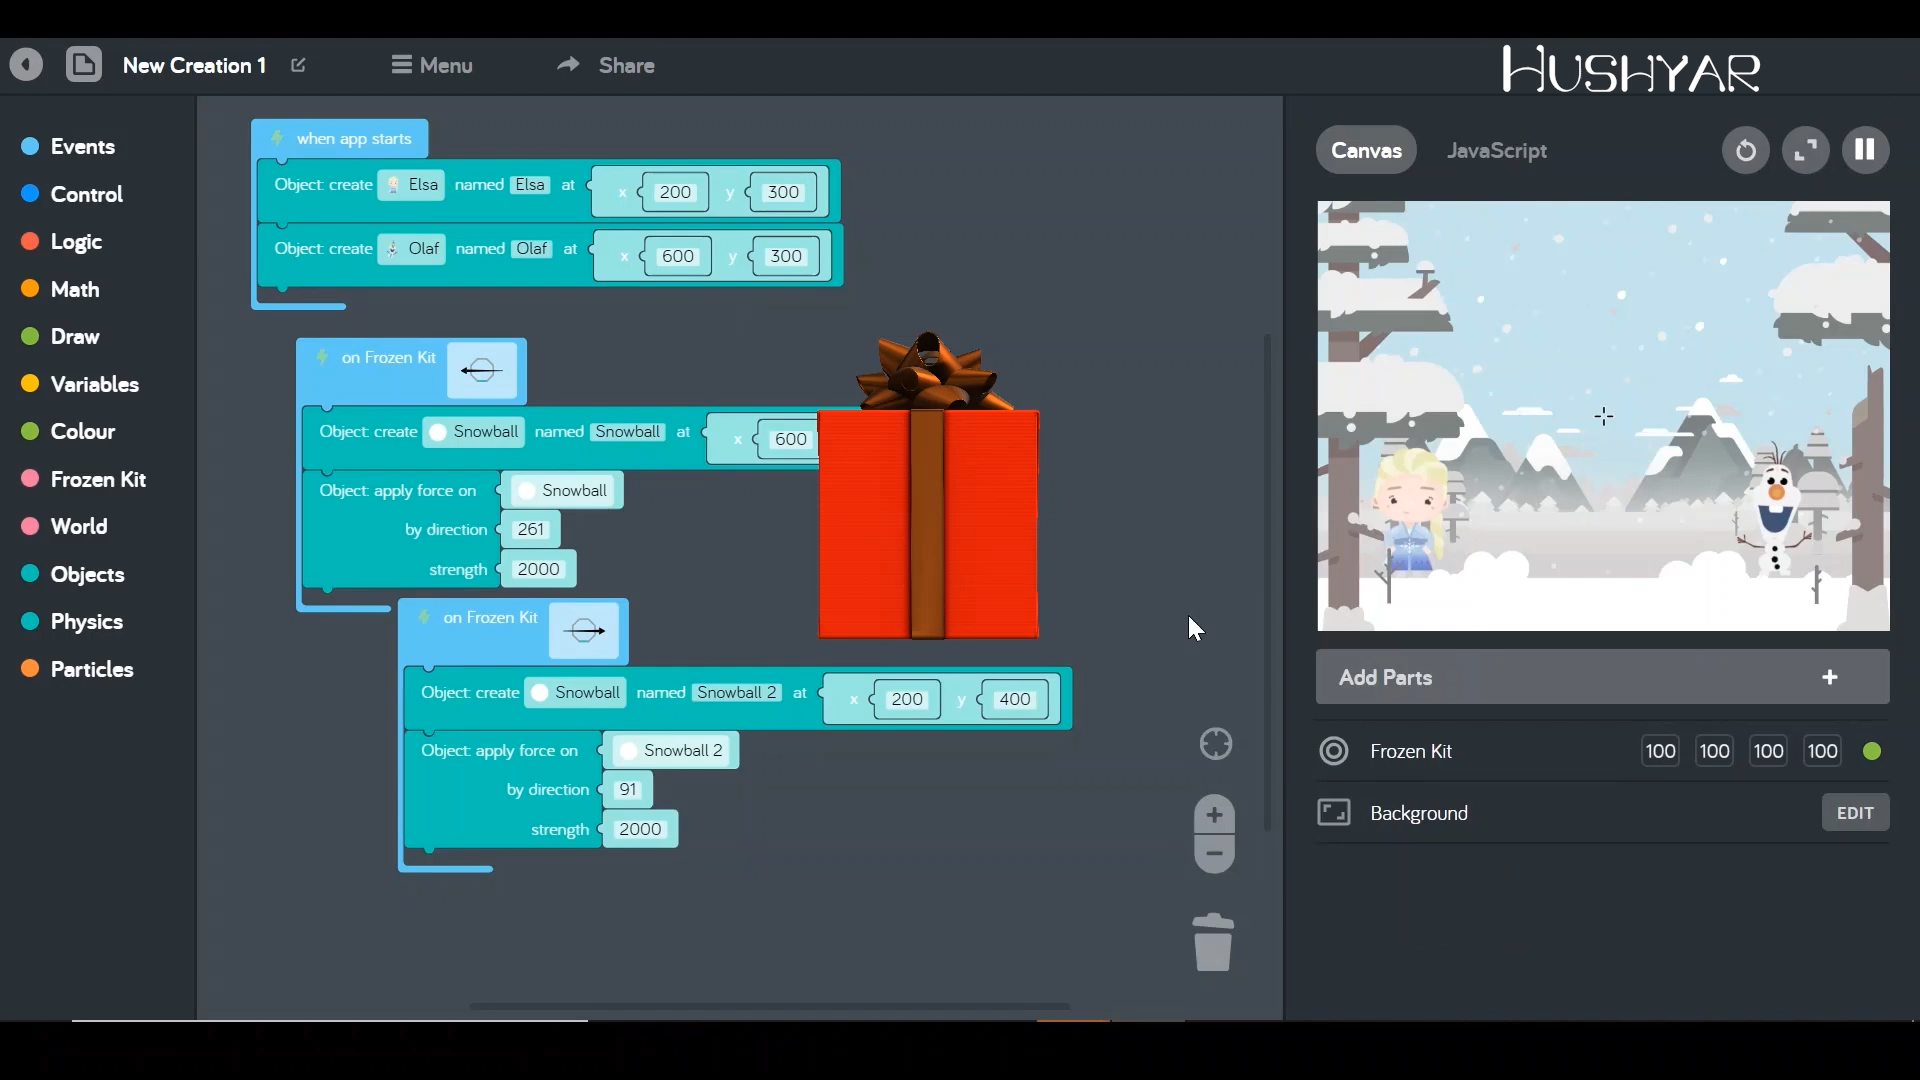 New Creation 1
Menu
Share
HUSHYAR
Events
Control
Logic
Math
Draw
Variables
Colour
Frozen Kit
World
Objects
Physics
Particles
when app starts
Object: create Elsa named Elsa at x 200 y 300
Object: create Olaf named Olaf at x 600 y 300
on Frozen Kit
Object: create Snowball named Snowball at x 600
Object: apply force on Snowball
by direction 261
strength 2000
on Frozen Kit
Object: create Snowball named Snowball 2 at x 200 y 400
Object: apply force on Snowball 2
by direction 91
strength 2000
Canvas
JavaScript
Add Parts +
Frozen Kit 100 100 100 100
Background EDIT